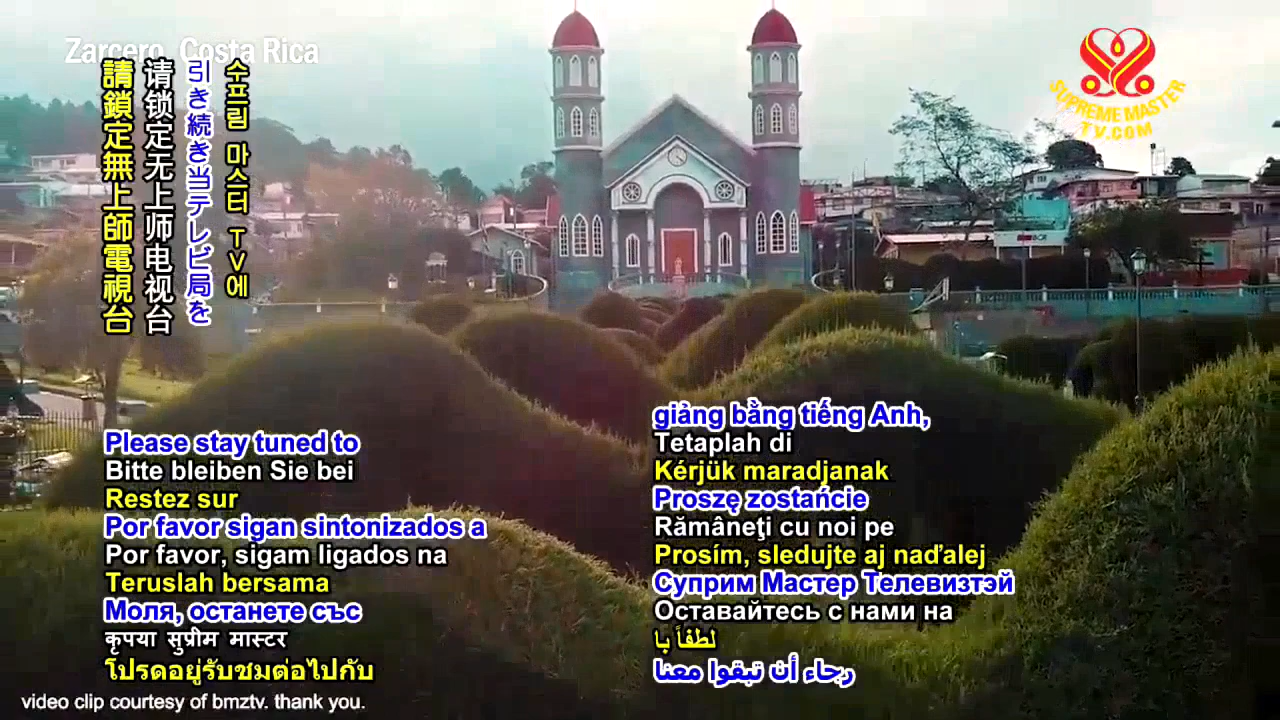 Zarcero, Costa Rica
請鎖定無上師電視台
请锁定无上师电视台
引き続き当テレビ局を
수프림 마스터 TV에
SUPREME MASTER
TV.COM
Please stay tuned to
Bitte bleiben Sie bei
Restez sur
Por favor sigan sintonizados a
Por favor, sigam ligados na
Teruslah bersama
Моля, останете със
कृपया सुप्रीम मास्टर
โปรดอยู่รับชมต่อไปกับ
giảng bằng tiếng Anh,
Tetaplah di
Kérjük maradjanak
Proszę zostańcie
Rămâneţi cu noi pe
Prosím, sledujte aj naďalej
Суприм Мастер Телевизтэй
Оставайтесь с нами на
لطفاً با
رجاء أن تبقوا معنا
video clip courtesy of bmztv. thank you.